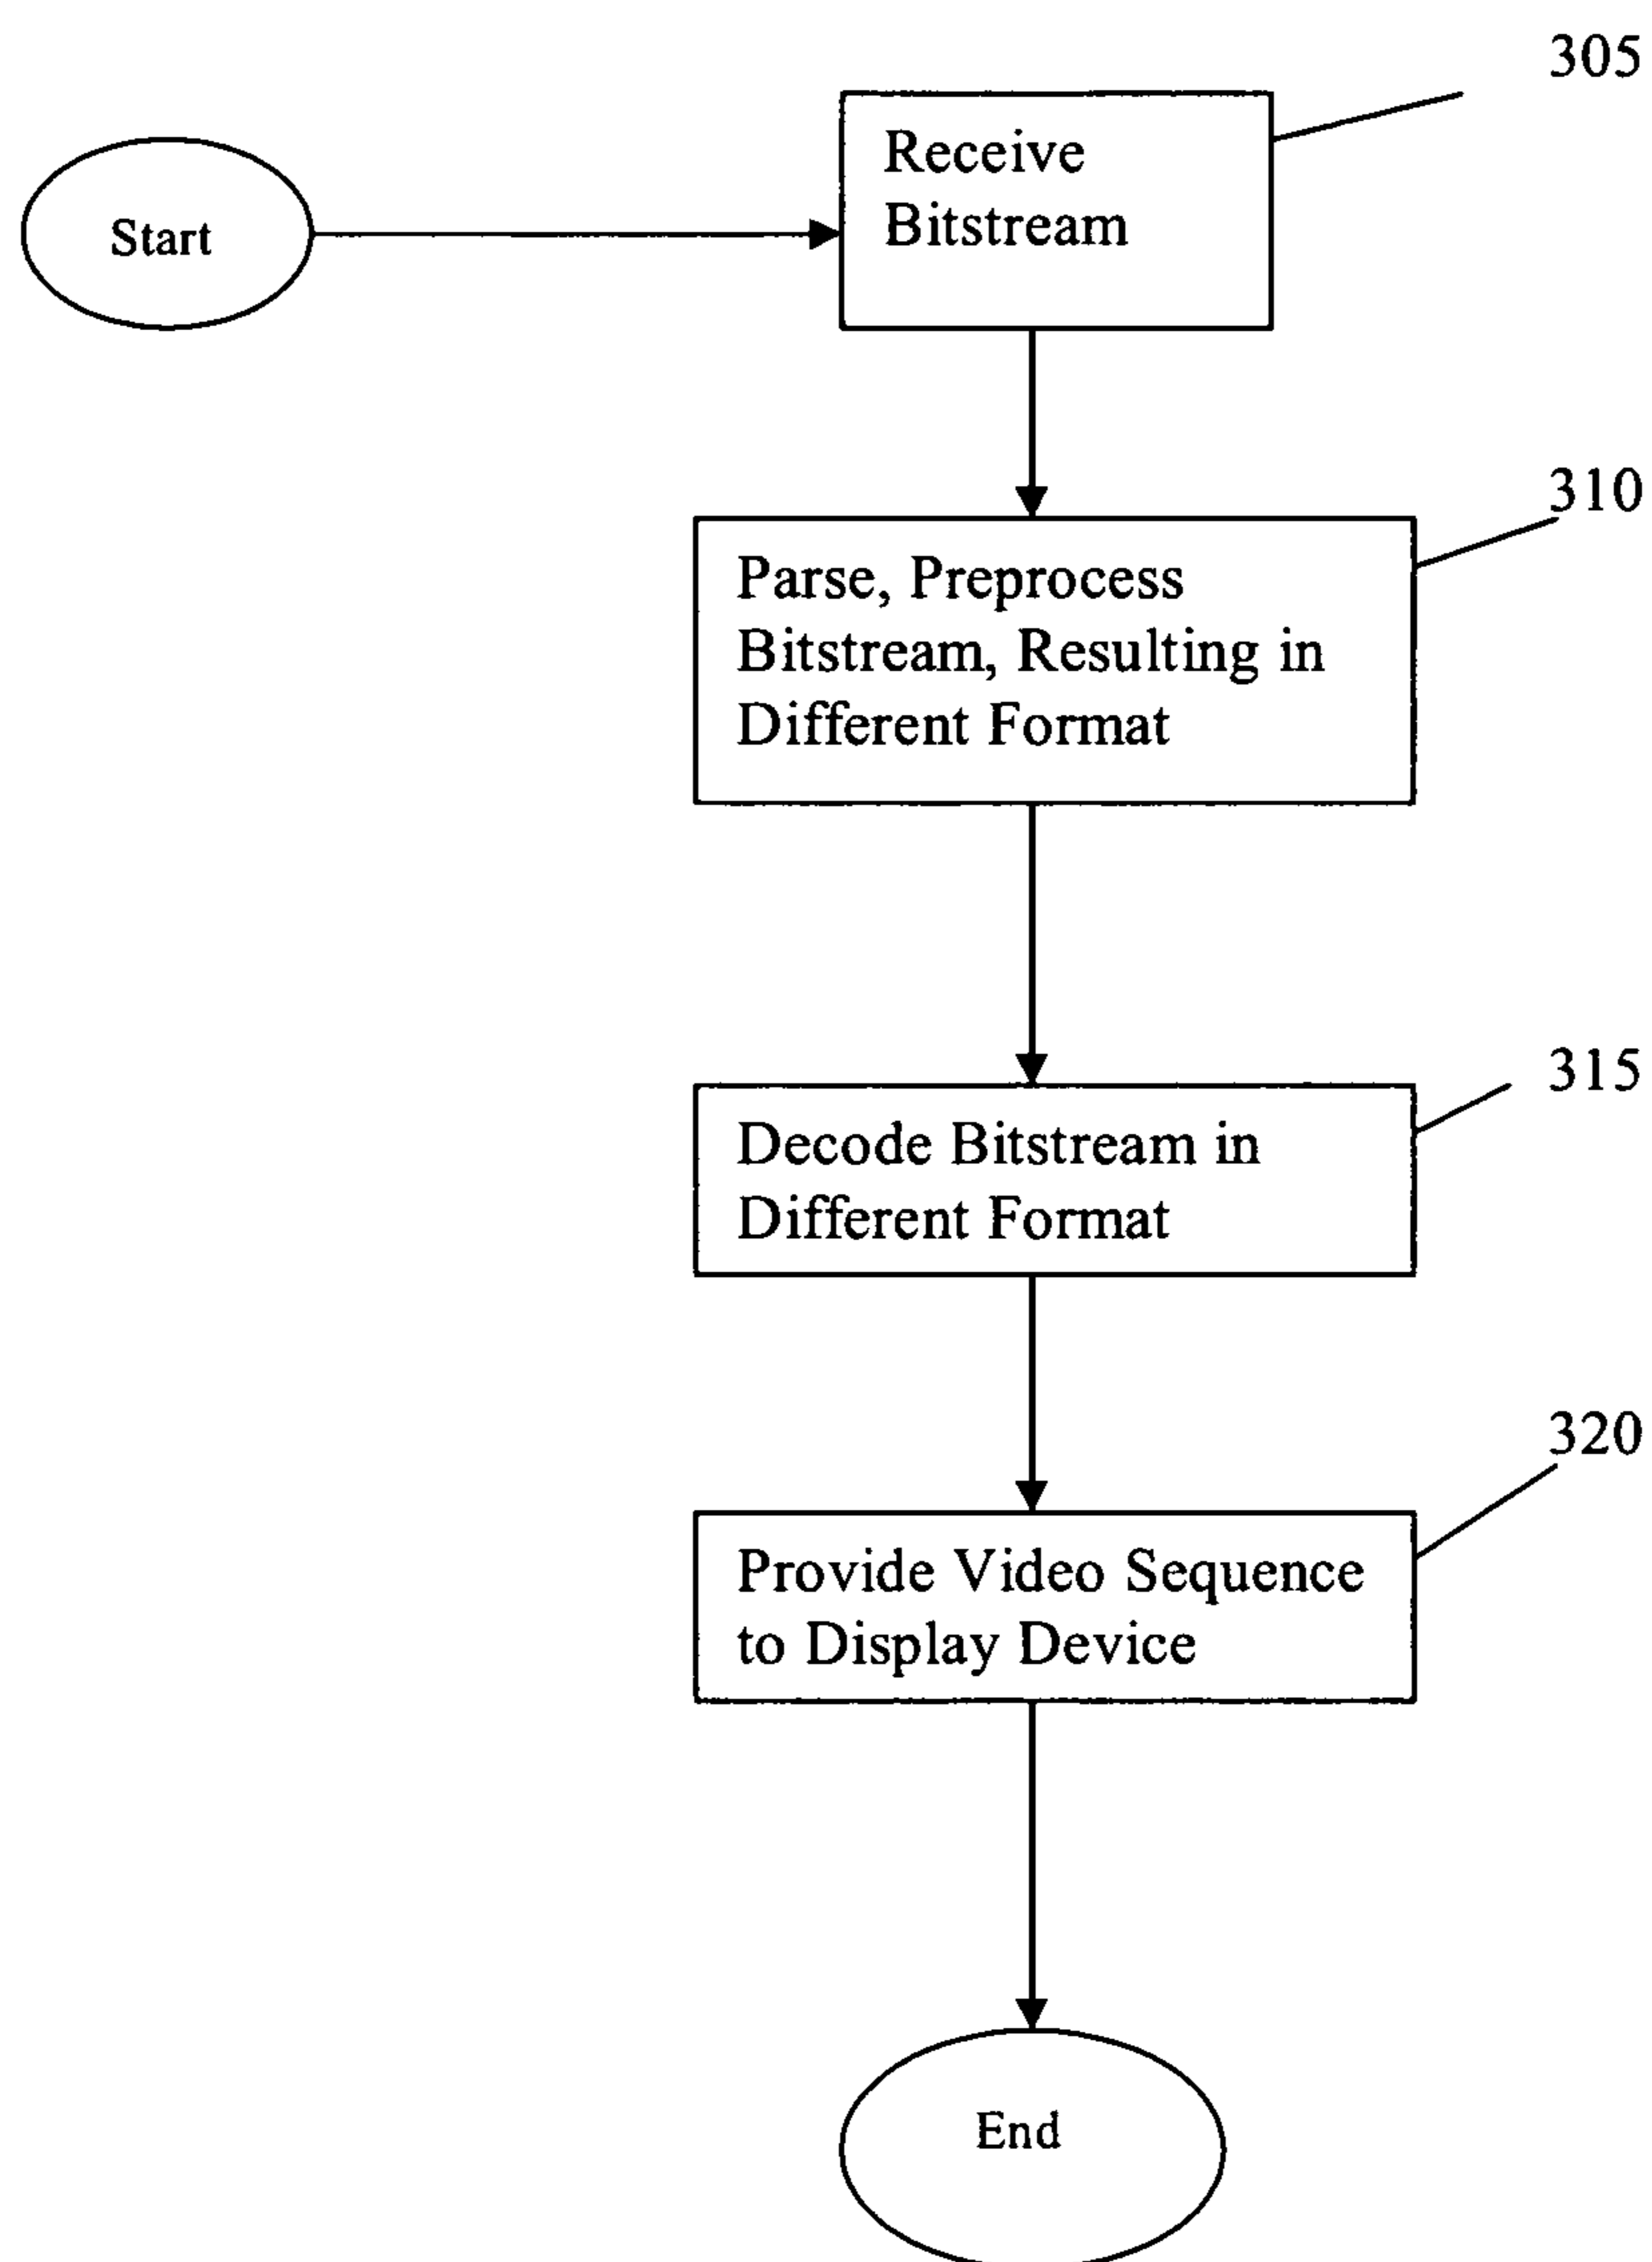 305
Start
Receive
Bitstream
310
Parse, Preprocess
Bitstream, Resulting in
Different Format
315
Decode Bitstream in
Different Format
320
Provide Video Sequence
to Display Device
End